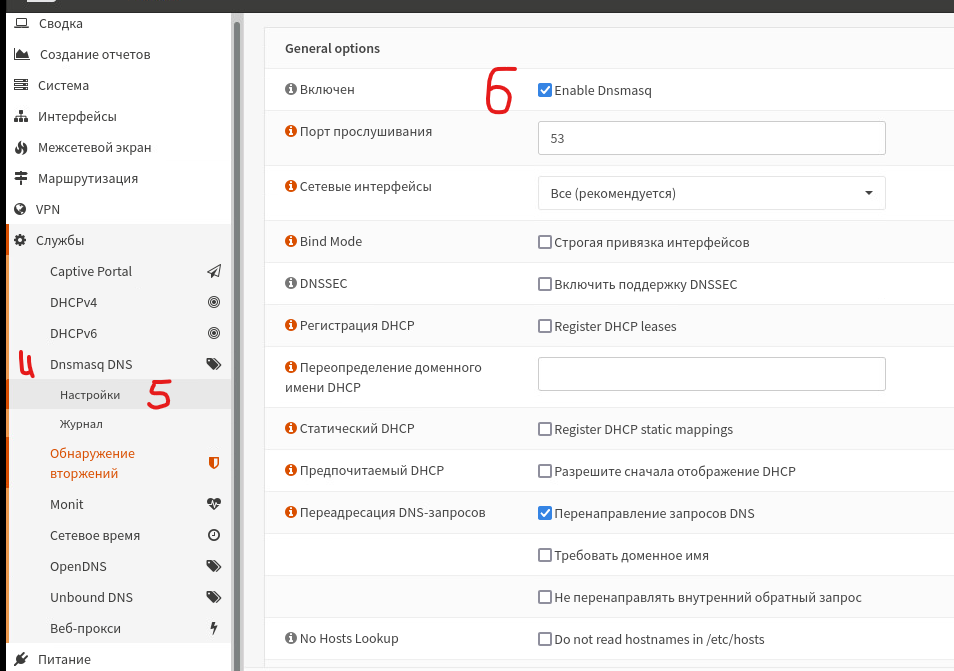 Сводка
Создание отчетов
Система
Интерфейсы
Межсетевой экран
Маршрутизация
VPN
Службы
Captive Portal
DHCPv4
DHCPv6
4
Dnsmasq DNS
Настройки
5
Журнал
Обнаружение
вторжений
Monit
Сетевое время
OpenDNS
Unbound DNS
Веб-прокси
Питание
General options
Включен
6
Enable Dnsmasq
Порт прослушивания
53
Сетевые интерфейсы
Все (рекомендуется)
Bind Mode
Строгая привязка интерфейсов
DNSSEC
Включить поддержку DNSSEC
Регистрация DHCP
Register DHCP leases
Переопределение доменного
имени DHCP
Статический DHCP
Register DHCP static mappings
Предпочитаемый DHCP
Разрешите сначала отображение DHCP
Переадресация DNS-запросов
Перенаправление запросов DNS
Требовать доменное имя
Не перенаправлять внутренний обратный запрос
No Hosts Lookup
Do not read hostnames in /etc/hosts